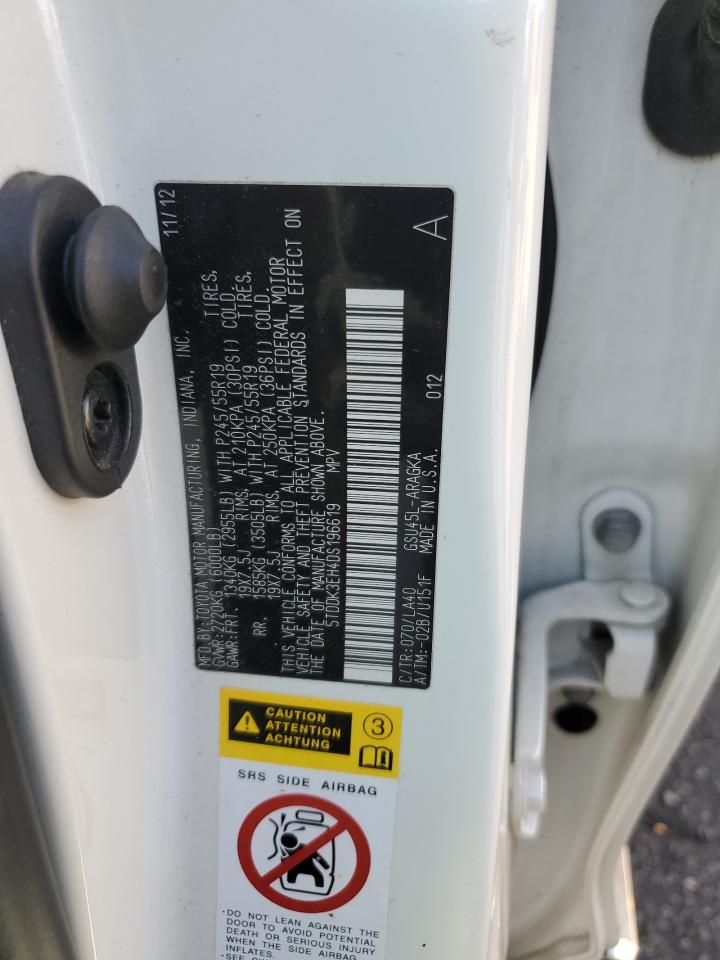 MFD. BY TOYOTA MOTOR MANUFACTURING, INDIANA, INC. 11/12
GVWR:2720KG (6000LB)
GAWR:FRT. 1340KG (2955LB) WITH P245/55R19 TIRES,
19X7.5J RIMS, AT 210KPA (30PSI) COLD.
RR. 1585KG (3505LB) WITH P245/55R19 TIRES,
19X7.5J RIMS, AT 250KPA (36PSI) COLD.
THIS VEHICLE CONFORMS TO ALL APPLICABLE FEDERAL MOTOR
VEHICLE SAFETY AND THEFT PREVENTION STANDARDS IN EFFECT ON
THE DATE OF MANUFACTURE SHOWN ABOVE.
5TDDK3EH4DS196619 MPV
C/TR:070/LA40 GSU45L-ARAGKA
A/TM:-02B/U151F MADE IN U.S.A. 012 A
CAUTION
ATTENTION
ACHTUNG
3
SRS SIDE AIRBAG
·DO NOT LEAN AGAINST THE
DOOR TO AVOID POTENTIAL
DEATH OR SERIOUS INJURY
WHEN THE SIDE AIRBAG
INFLATES.